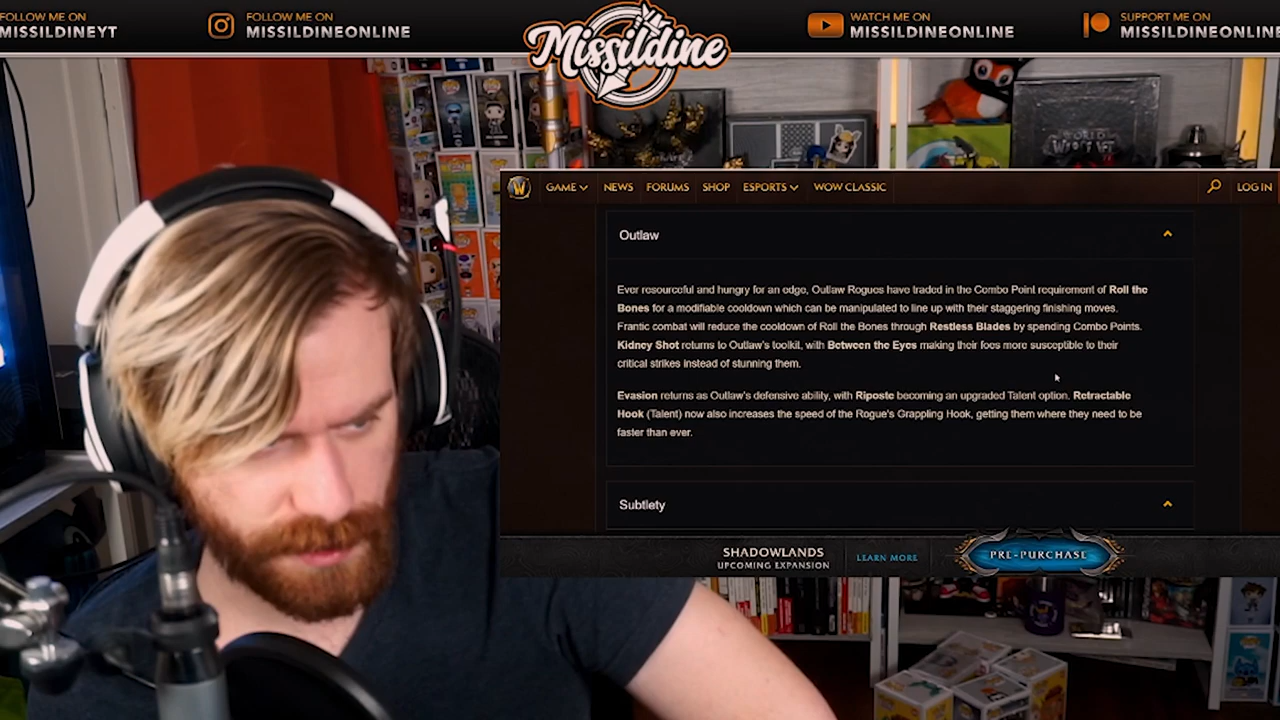 FOLLOW ME ON
MISSILDINEYT
FOLLOW ME ON
MISSILDINEONLINE
Missildine
WATCH ME ON
MISSILDINEONLINE
SUPPORT ME ON
MISSILDINEONLINE
WORLD
WARCRAFT
GAME
NEWS
FORUMS
SHOP
ESPORTS
WOW CLASSIC
LOG IN
Outlaw
Ever resourceful and hungry for an edge, Outlaw Rogues have traded in the Combo Point requirement of Roll the
Bones for a modifiable cooldown which can be manipulated to line up with their staggering finishing moves.
Frantic combat will reduce the cooldown of Roll the Bones through Restless Blades by spending Combo Points.
Kidney Shot returns to Outlaw's toolkit, with Between the Eyes making their foes more susceptible to their
critical strikes instead of stunning them.
Evasion returns as Outlaw's defensive ability, with Riposte becoming an upgraded Talent option. Retractable
Hook (Talent) now also increases the speed of the Rogue's Grappling Hook, getting them where they need to be
faster than ever.
Subtlety
SHADOWLANDS
UPCOMING EXPANSION
LEARN MORE
PRE-PURCHASE